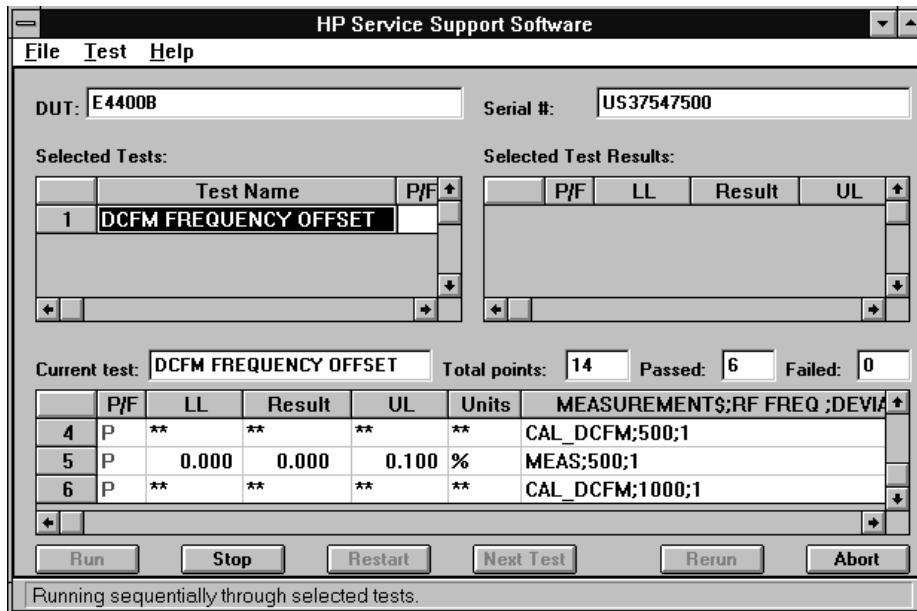 HP Service Support Software
File Test Help
DUT: E4400B Serial #: US37547500
Selected Tests: Selected Test Results:
Test Name P/F P/F LL Result UL
1 DCFM FREQUENCY OFFSET
Current test: DCFM FREQUENCY OFFSET Total points: 14 Passed: 6 Failed: 0
P/F LL Result UL Units MEASUREMENT$;RF FREQ ;DEVIA
4 P ** ** ** ** CAL_DCFM;500;1
5 P 0.000 0.000 0.100 % MEAS;500;1
6 P ** ** ** ** CAL_DCFM;1000;1
Run Stop Restart Next Test Rerun Abort
Running sequentially through selected tests.